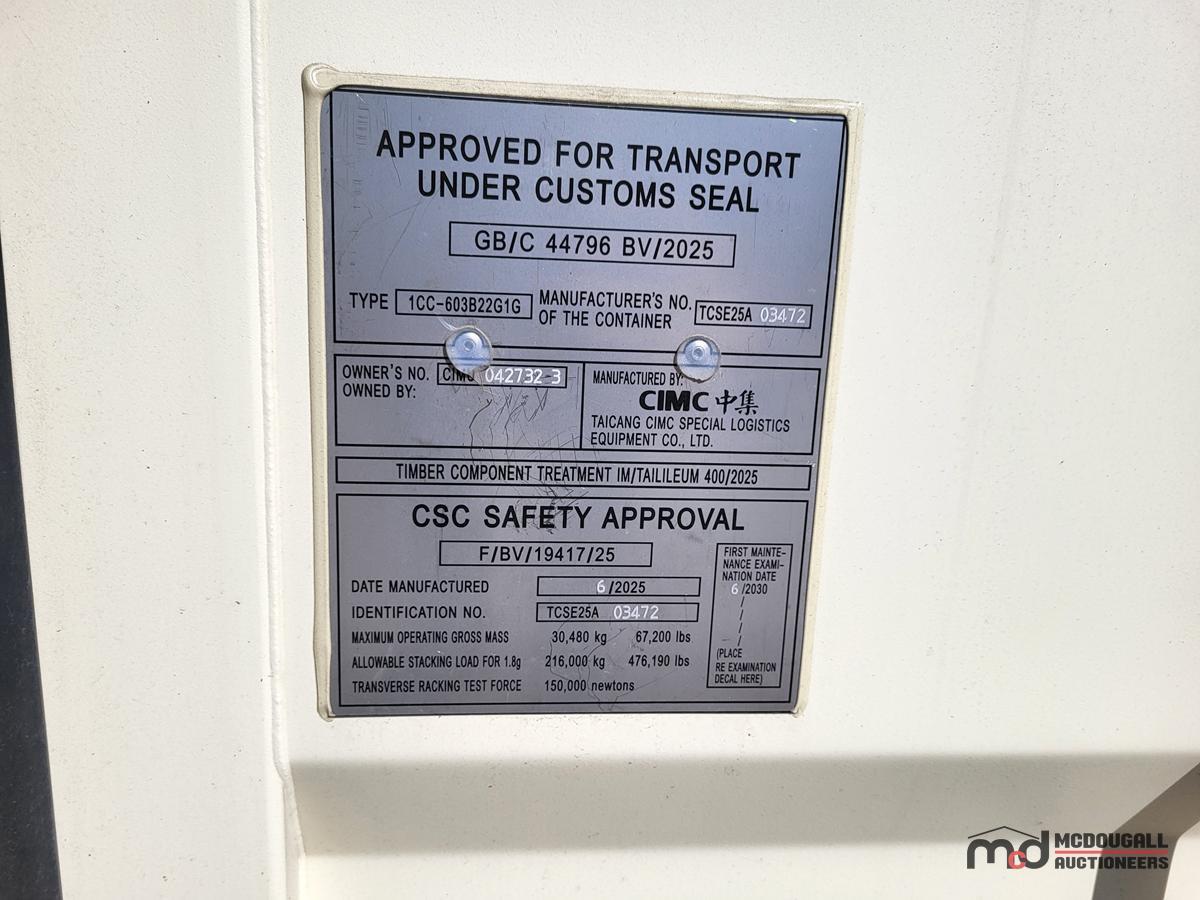 APPROVED FOR TRANSPORT
UNDER CUSTOMS SEAL
GB/C 44796 BV/2025
TYPE 1CC-603B22G1G
MANUFACTURER'S NO.
OF THE CONTAINER
TCSE25A 03472
OWNER'S NO. 042732-3
OWNED BY:
MANUFACTURED BY:
CIMC 中集
TAICANG CIMC SPECIAL LOGISTICS
EQUIPMENT CO., LTD.
TIMBER COMPONENT TREATMENT IM/TAILILEUM 400/2025
CSC SAFETY APPROVAL
F/BV/19417/25
DATE MANUFACTURED 6/2025
IDENTIFICATION NO. TCSE25A 03472
MAXIMUM OPERATING GROSS MASS 30,480 kg 67,200 lbs
ALLOWABLE STACKING LOAD FOR 1.8g 216,000 kg 476,190 lbs
TRANSVERSE RACKING TEST FORCE 150,000 newtons
FIRST MAINTE-
NANCE EXAMI-
NATION DATE
6/2030
/
/
/
/
(PLACE
RE EXAMINATION
DECAL HERE)
mcd MCDOUGALL
AUCTIONEERS